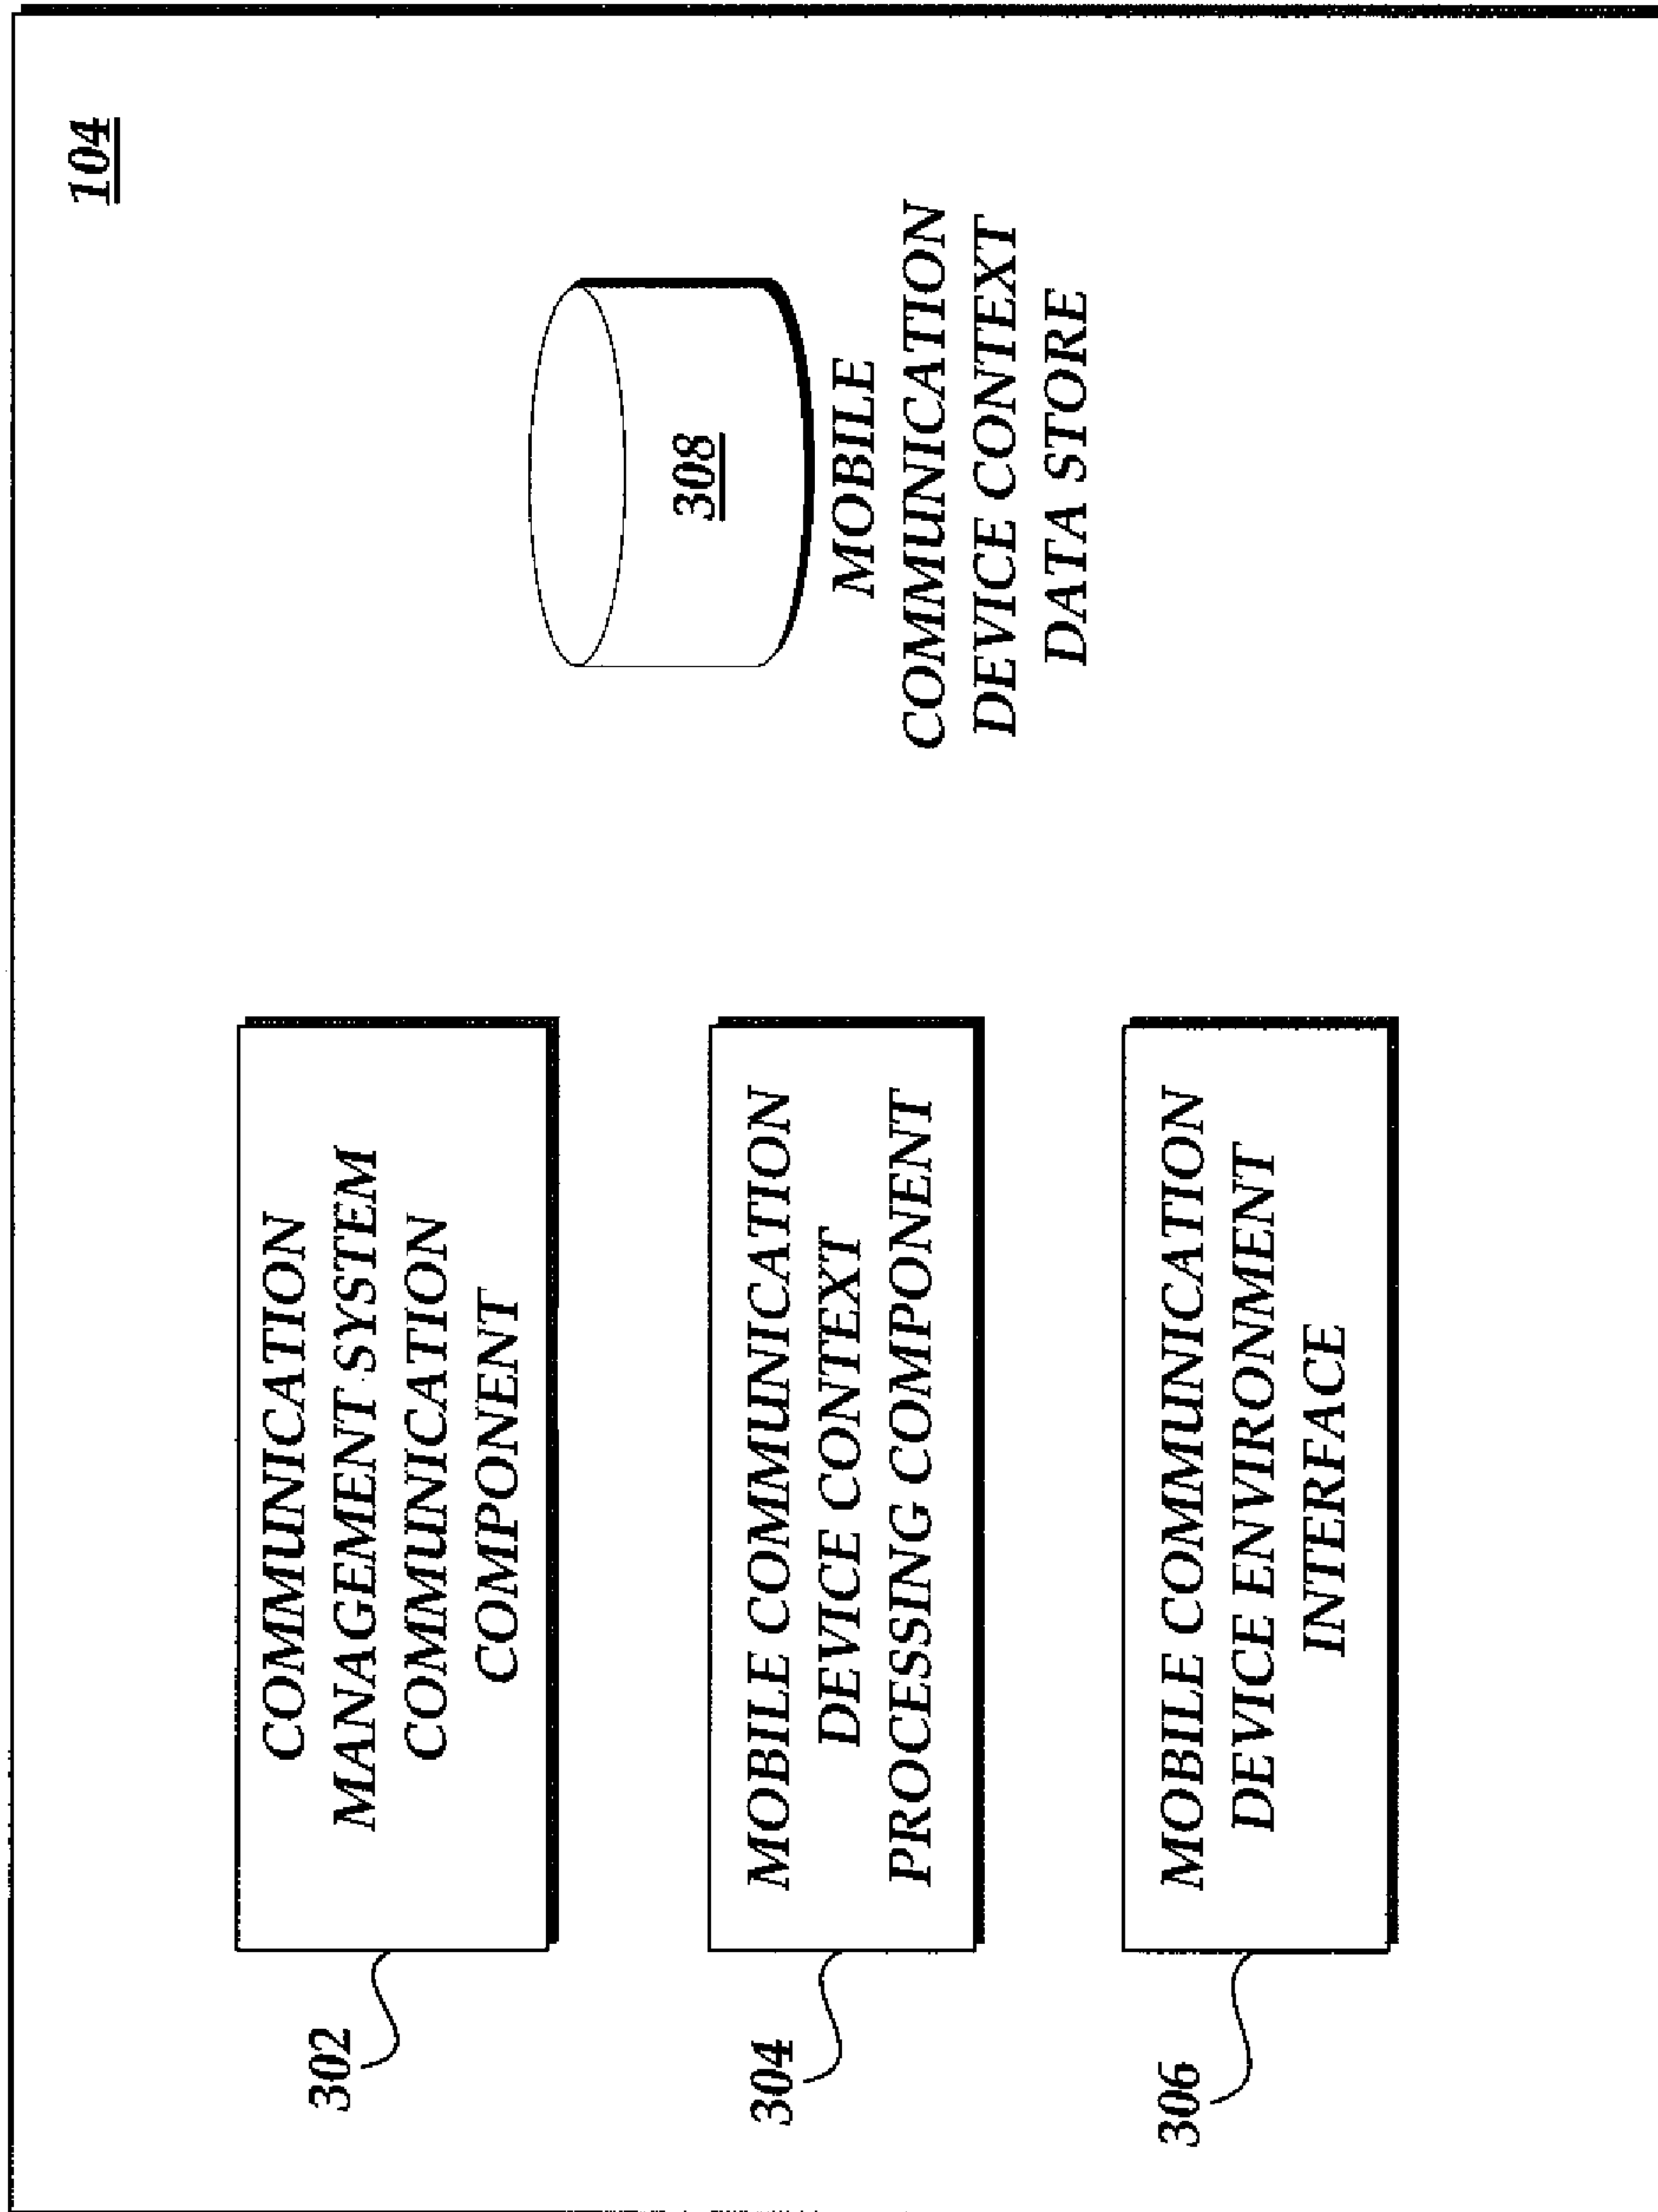 104
302
COMMUNICATION
MANAGEMENT SYSTEM
COMMUNICATION
COMPONENT
304
MOBILE COMMUNICATION
DEVICE CONTEXT
PROCESSING COMPONENT
306
MOBILE COMMUNICATION
DEVICE ENVIRONMENT
INTERFACE
308
MOBILE
COMMUNICATION
DEVICE CONTEXT
DATA STORE